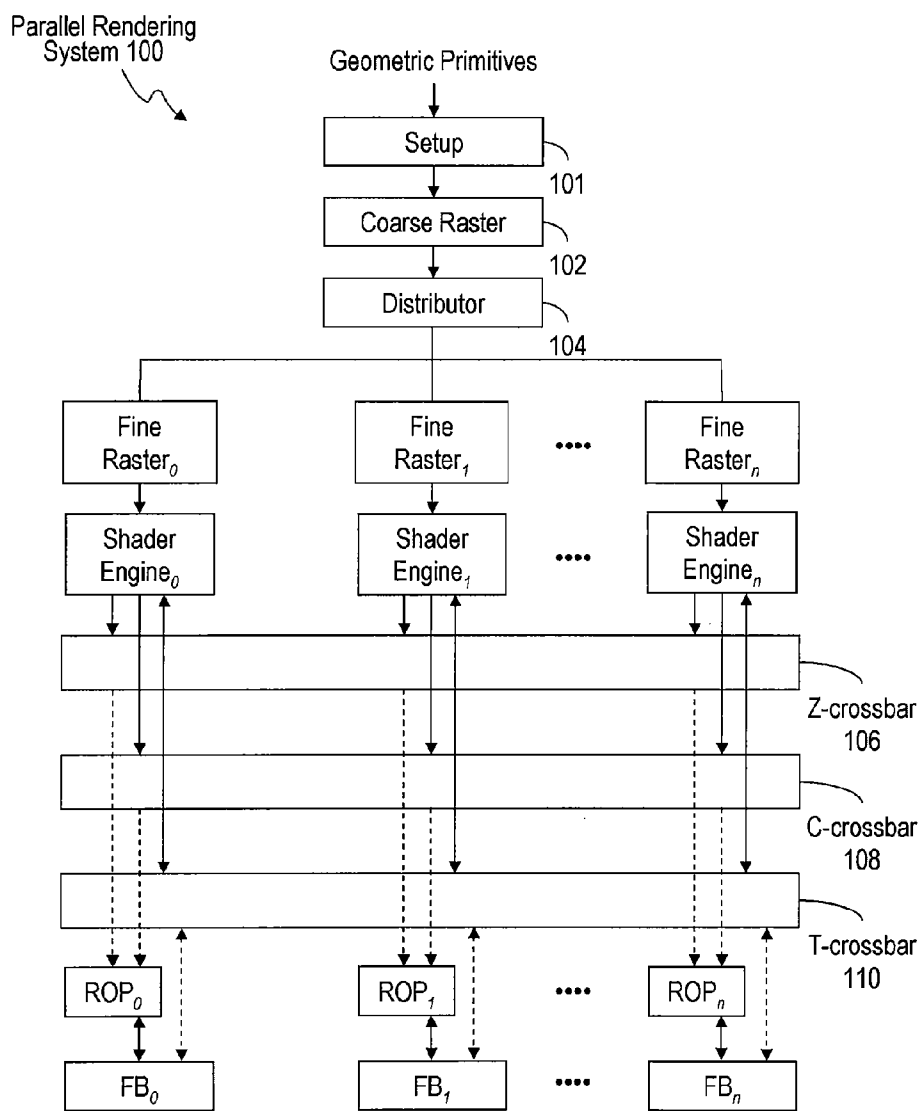 Parallel Rendering
System 100
Geometric Primitives
Setup
101
Coarse Raster
102
Distributor
104
Fine
Raster0
Fine
Raster1
....
Fine
Rastern
Shader
Engine0
Shader
Engine1
....
Shader
Enginen
Z-crossbar
106
C-crossbar
108
T-crossbar
110
ROP0
ROP1
....
ROPn
FB0
FB1
....
FBn